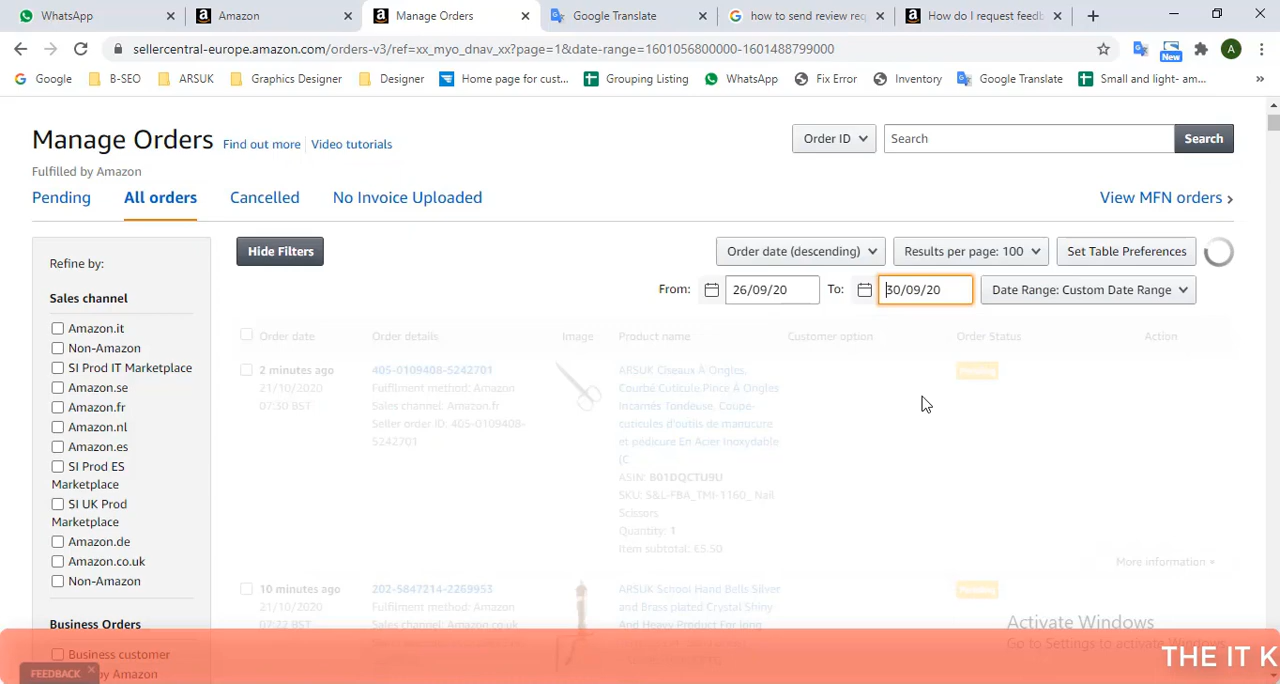 WhatsApp
Amazon
Manage Orders
Google Translate
how to send review req
How do I request feedb
sellercentral-europe.amazon.com/orders-v3/ref=xx_myo_dnav_xx?page=1&date-range=1601056800000-1601488799000
A
New
Google
B-SEO
ARSUK
Graphics Designer
Designer
Home page for cust...
Grouping Listing
WhatsApp
Fix Error
Inventory
Google Translate
Small and light- am...
Manage Orders
Find out more
Video tutorials
Order ID
Search
Search
Fulfilled by Amazon
Pending
All orders
Cancelled
No Invoice Uploaded
View MFN orders
Refine by:
Hide Filters
Order date (descending)
Results per page: 100
Set Table Preferences
From:
26/09/20
To:
30/09/20
Date Range: Custom Date Range
Sales channel
Amazon.it
Non-Amazon
SI Prod IT Marketplace
Amazon.se
Amazon.fr
Amazon.nl
Amazon.es
SI Prod ES
Marketplace
SI UK Prod
Marketplace
Amazon.de
Amazon.co.uk
Non-Amazon
Business Orders
Business customer
by Amazon
Order date
Order details
Image
Product name
Customer option
Order Status
Action
2 minutes ago
21/10/2020
07:30 BST
405-0109408-5242701
Fulfilment method: Amazon
Sales channel: Amazon.fr
Seller order ID: 405-0109408-
5242701
ARSUK Ciseaux À Ongles,
Courbé Cuticule Pince À Ongles
Incarnés Tondeuse, Coupe-
cuticules d'outils de manucure
et pédicure En Acier Inoxydable
(C
ASIN: B01DQCTU9U
SKU: S&L-FBA_TMI-1160_ Nail
Scissors
Quantity: 1
Item subtotal: €5.50
Pending
More information
10 minutes ago
21/10/2020
07:22 BST
202-5847214-2269953
Fulfilment method: Amazon
Sales channel: Amazon.co.uk
ARSUK School Hand Bells Silver
and Brass plated Crystal Shiny
And Heavy Product For long
Pending
Activate Windows
Go to Settings to activate Windows.
FEEDBACK
THE IT K